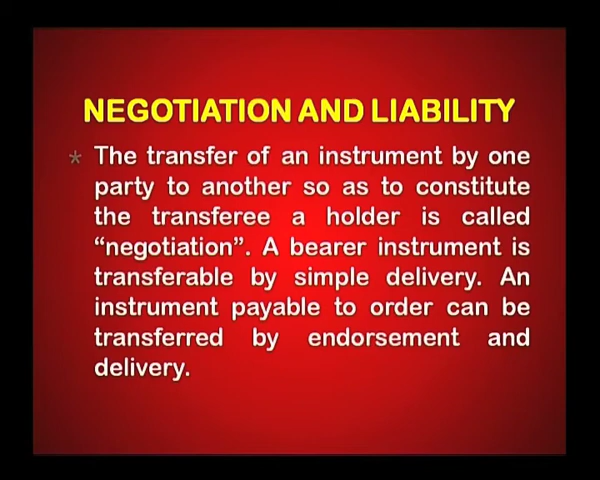 NEGOTIATION AND LIABILITY
* The transfer of an instrument by one
party to another so as to constitute
the transferee a holder is called
“negotiation”. A bearer instrument is
transferable by simple delivery. An
instrument payable to order can be
transferred by endorsement and
delivery.